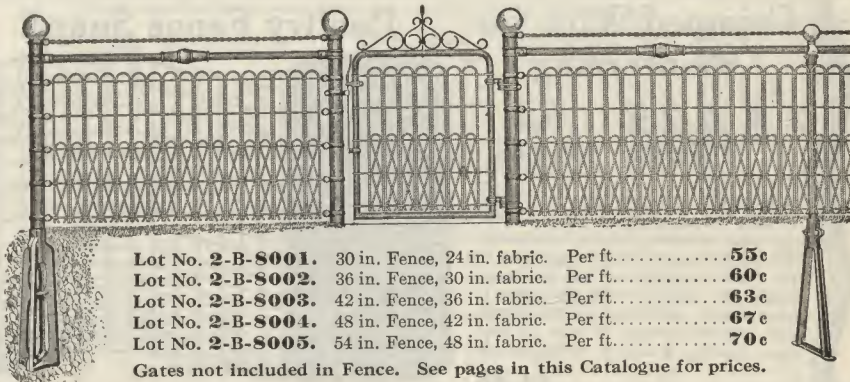 Lot No. 2-B-8001. 30 in. Fence, 24 in. fabric. Per ft.............55c
Lot No. 2-B-8002. 36 in. Fence, 30 in. fabric. Per ft.............60c
Lot No. 2-B-8003. 42 in. Fence, 36 in. fabric. Per ft.............63c
Lot No. 2-B-8004. 48 in. Fence, 42 in. fabric. Per ft.............67c
Lot No. 2-B-8005. 54 in. Fence, 48 in. fabric. Per ft.............70c
Gates not included in Fence. See pages in this Catalogue for prices.